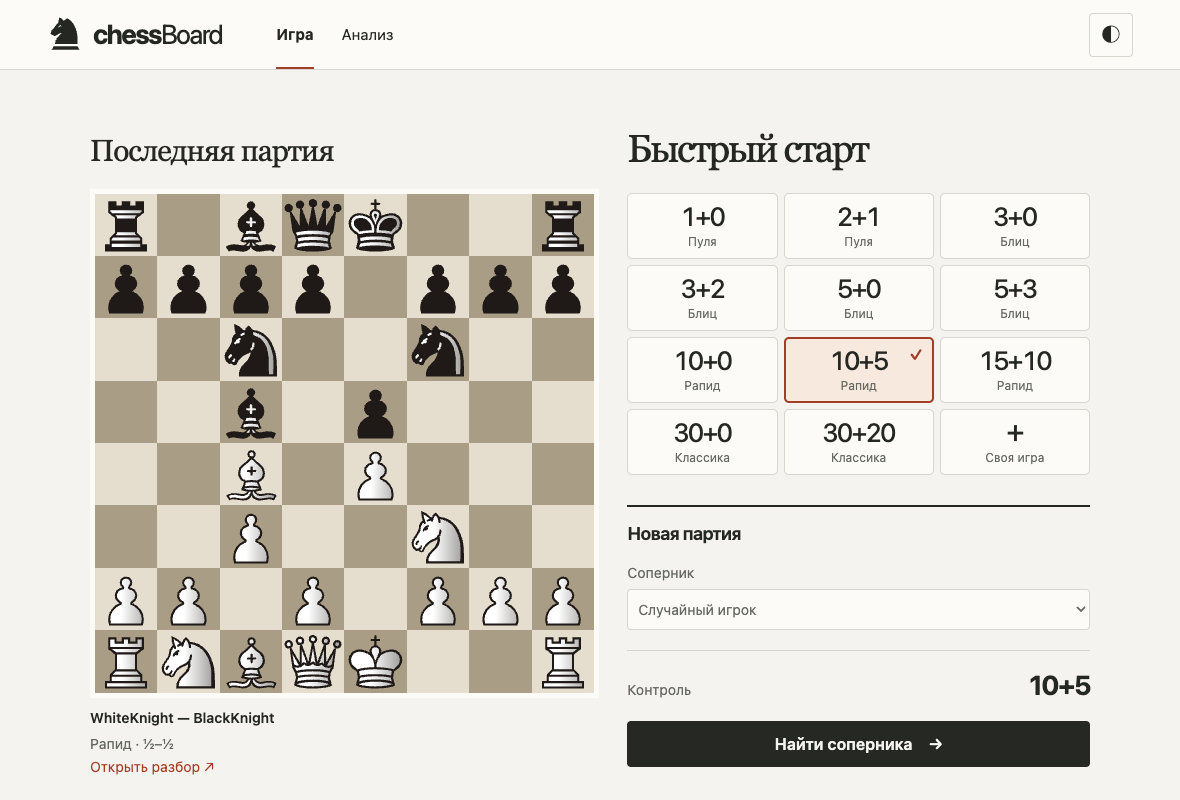 chessBoard
Игра
Анализ
Последняя партия
WhiteKnight — BlackKnight
Рапид · ½–½
Открыть разбор ↗
Быстрый старт
1+0
Пуля
2+1
Пуля
3+0
Блиц
3+2
Блиц
5+0
Блиц
5+3
Блиц
10+0
Рапид
10+5
Рапид
15+10
Рапид
30+0
Классика
30+20
Классика
+
Своя игра
Новая партия
Соперник
Случайный игрок
Контроль
10+5
Найти соперника →